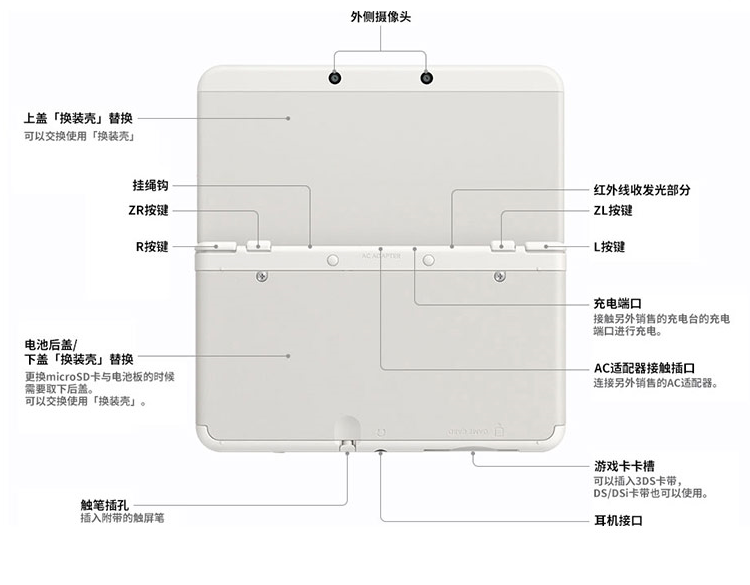 外侧摄像头
上盖「换装壳」替换
可以交换使用「换装壳」
挂绳钩
ZR按键
R按键
红外线收发光部分
ZL按键
L按键
AC ADAPTER
充电端口
接触另外销售的充电台的充电
端口进行充电。
电池后盖/
下盖「换装壳」替换
更换microSD卡与电池板的时候
需要取下后盖。
可以交换使用「换装壳」。
AC适配器接触插口
连接另外销售的AC适配器。
GAME CARD
游戏卡卡槽
可以插入3DS卡带，
DS/DSi卡带也可以使用。
触笔插孔
插入附带的触屏笔
耳机接口